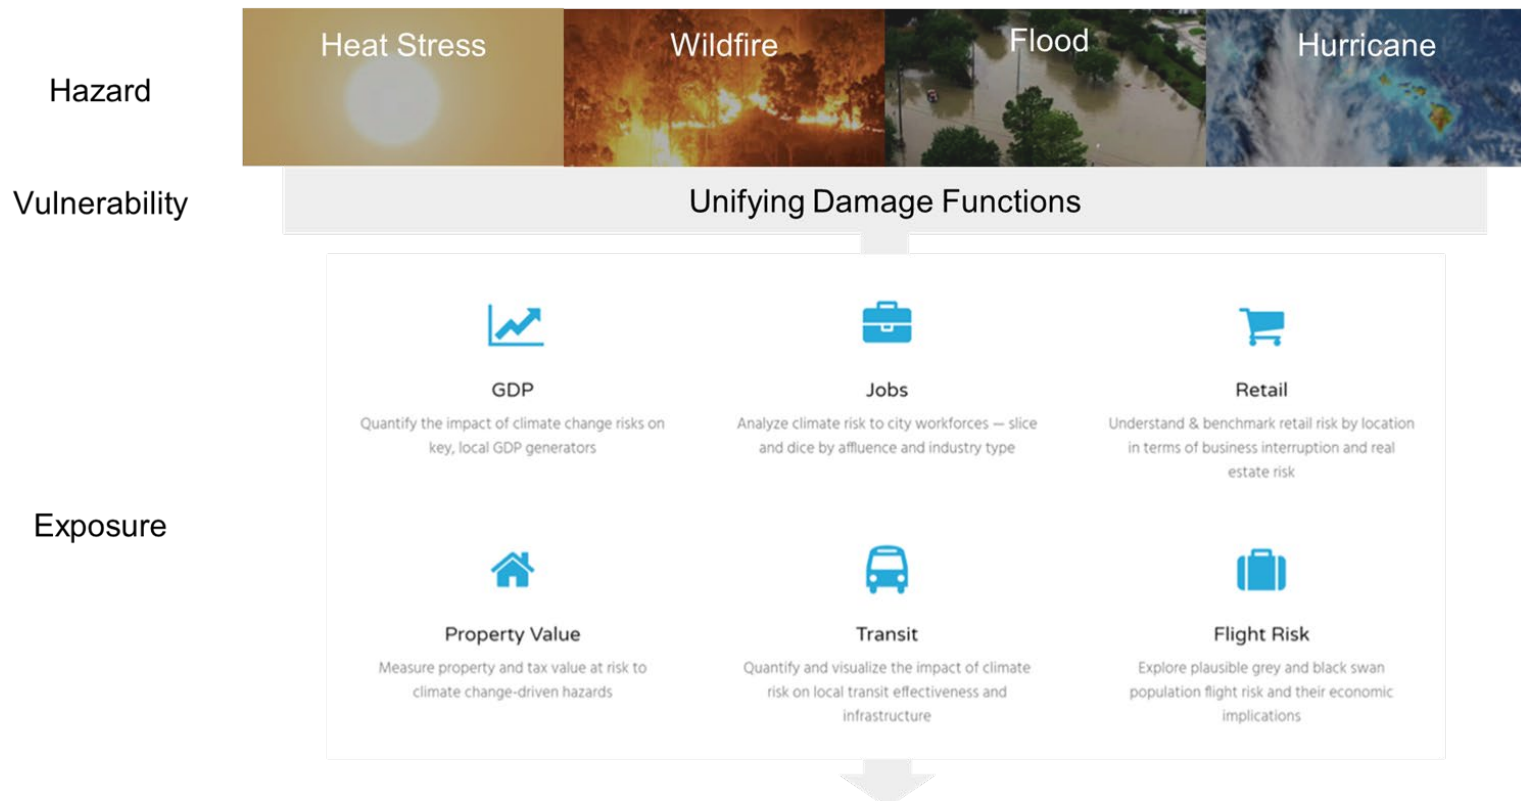 Hazard
Heat Stress
Wildfire
Flood
Hurricane
Vulnerability
Unifying Damage Functions
Exposure
GDP
Quantify the impact of climate change risks on
key, local GDP generators
Jobs
Analyze climate risk to city workforces — slice
and dice by affluence and industry type
Retail
Understand & benchmark retail risk by location
in terms of business interruption and real
estate risk
Property Value
Measure property and tax value at risk to
climate change-driven hazards
Transit
Quantify and visualize the impact of climate
risk on local transit effectiveness and
infrastructure
Flight Risk
Explore plausible grey and black swan
population flight risk and their economic
implications